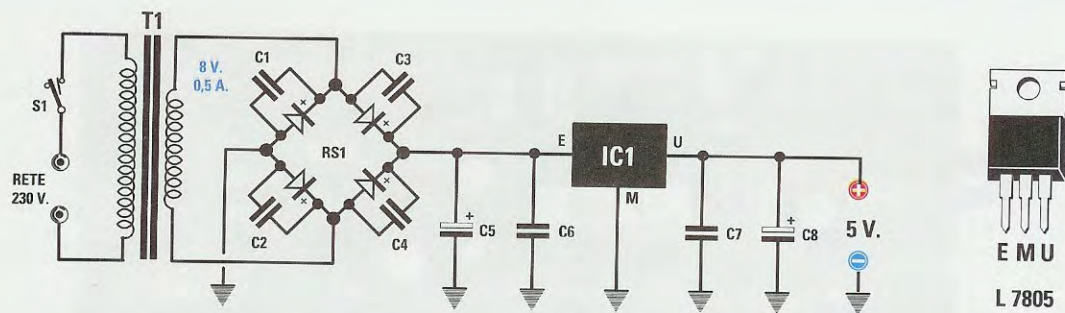 T1
S1
RETE
230 V.
8 V.
0,5 A.
C1
C3
RS1
C2
C4
E
IC1
U
M
+
C5
C6
C7
+
C8
+
5 V.
−
E M U
L 7805